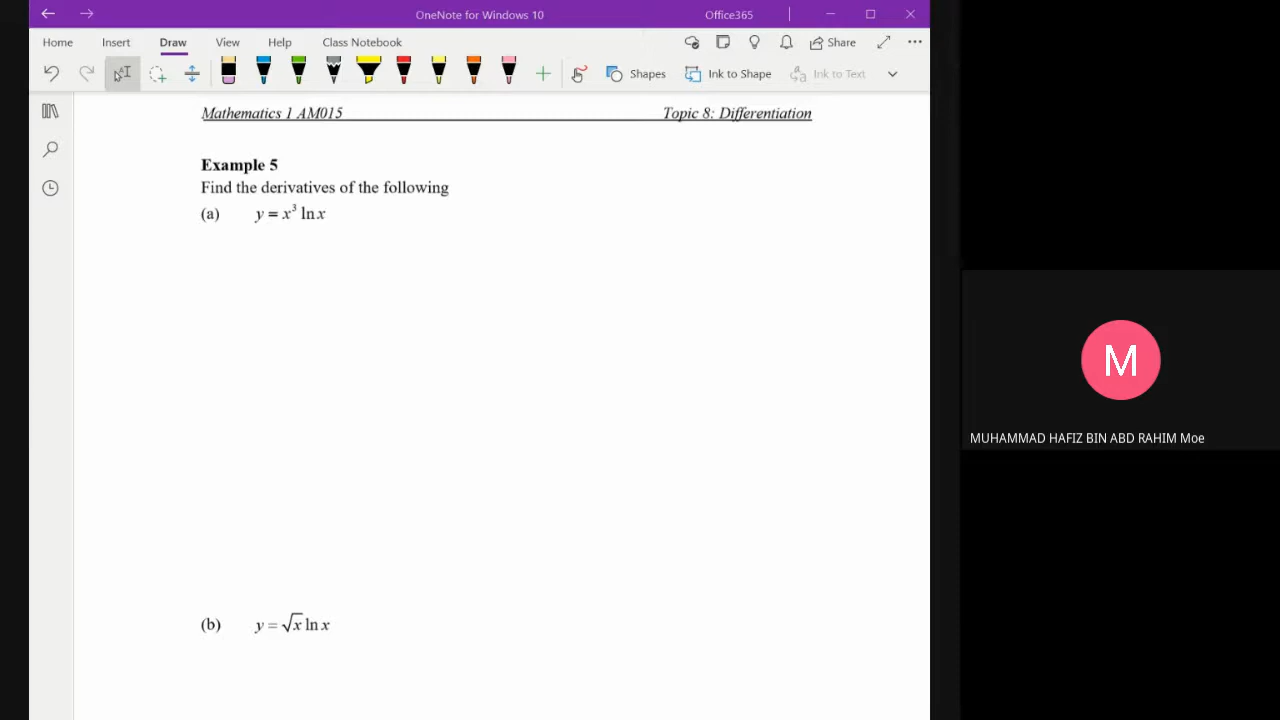 OneNote for Windows 10
Office365
Home Insert Draw View Help Class Notebook
Share
Shapes Ink to Shape Ink to Text
Mathematics 1 AM015 Topic 8: Differentiation
Example 5
Find the derivatives of the following
(a) y = x³ ln x
M
MUHAMMAD HAFIZ BIN ABD RAHIM Moe
(b) y = √x ln x